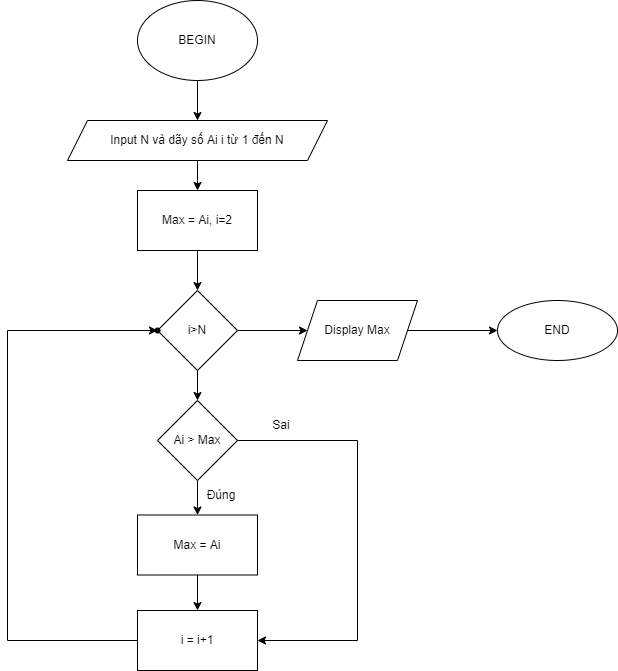 BEGIN
Input N và dãy số Ai i từ 1 đến N
Max = Ai, i=2
i>N
Display Max
END
Ai > Max
Sai
Đúng
Max = Ai
i = i+1